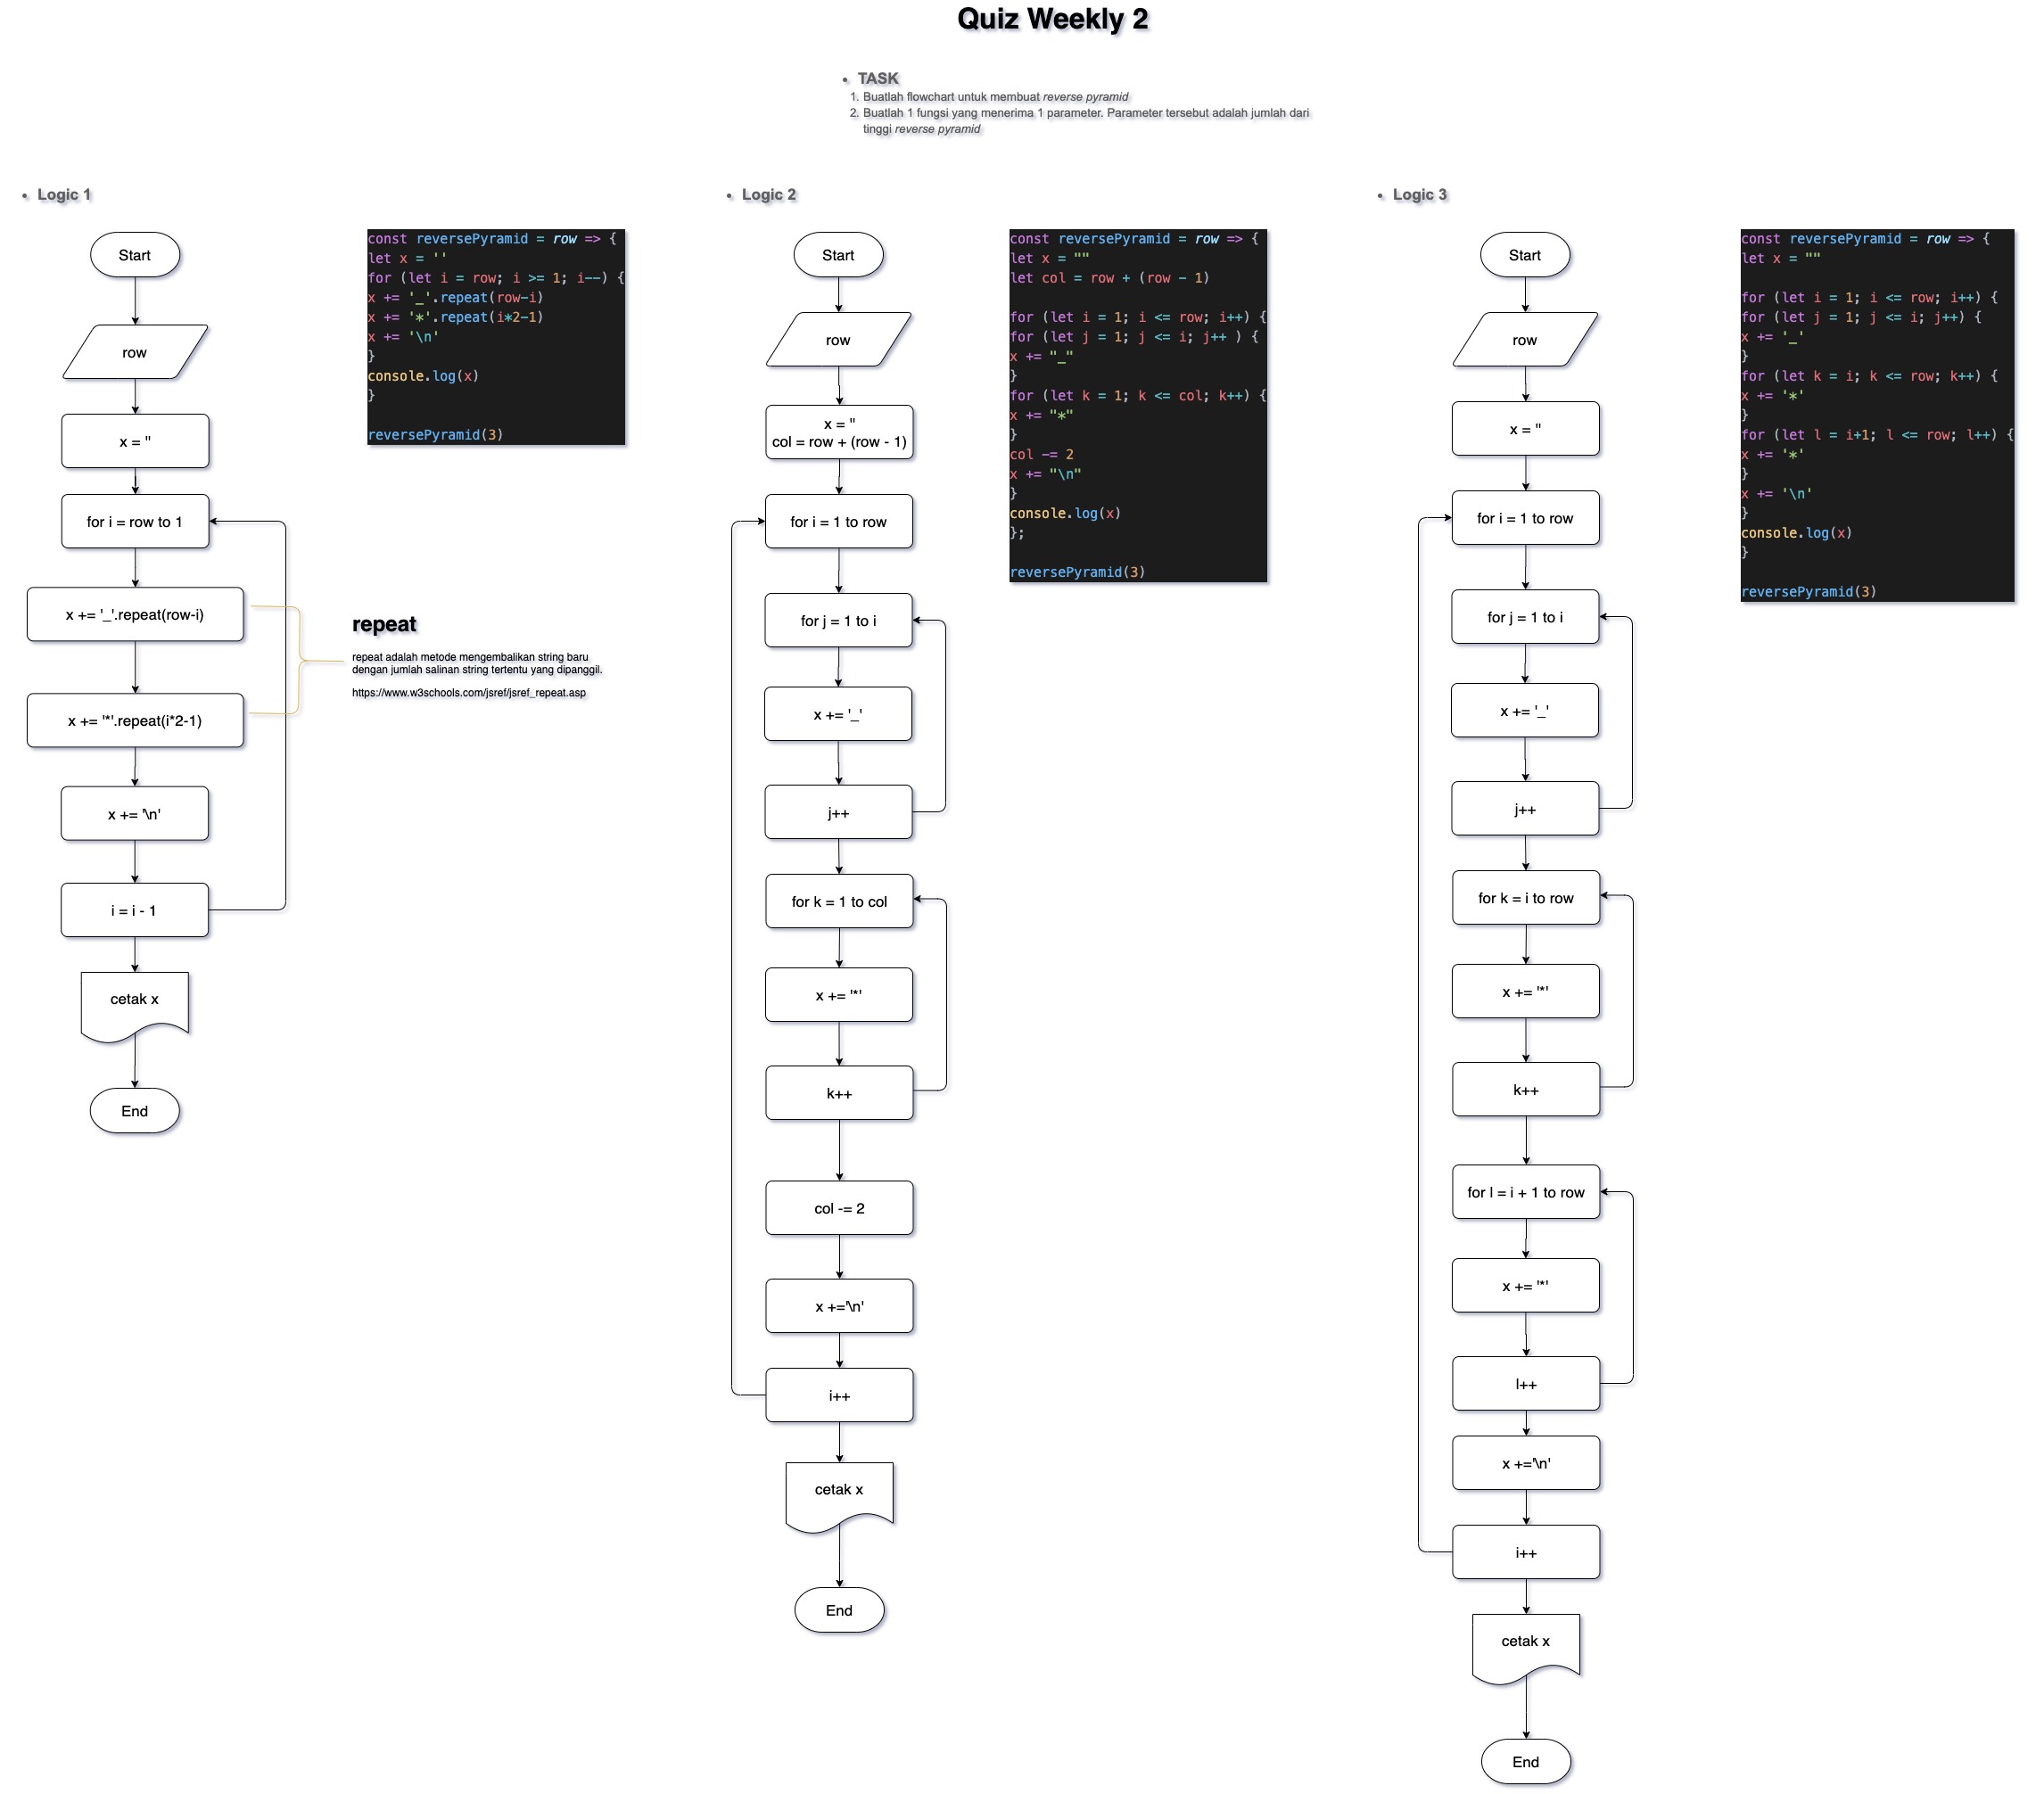 Quiz Weekly 2
• TASK
1. Buatlah flowchart untuk membuat reverse pyramid
2. Buatlah 1 fungsi yang menerima 1 parameter. Parameter tersebut adalah jumlah dari
tinggi reverse pyramid
• Logic 1
Start
row
x = ''
for i = row to 1
x += '_'.repeat(row-i)
x += '*'.repeat(i*2-1)
x += '\n'
i = i - 1
cetak x
End
const reversePyramid = row => {
let x = ''
for (let i = row; i >= 1; i--) {
x += '_'.repeat(row-i)
x += '*'.repeat(i*2-1)
x += '\n'
}
console.log(x)
}
reversePyramid(3)
repeat
repeat adalah metode mengembalikan string baru
dengan jumlah salinan string tertentu yang dipanggil.
https://www.w3schools.com/jsref/jsref_repeat.asp
• Logic 2
Start
row
x = ''
col = row + (row - 1)
for i = 1 to row
for j = 1 to i
x += '_'
j++
for k = 1 to col
x += '*'
k++
col -= 2
x +='\n'
i++
cetak x
End
const reversePyramid = row => {
let x = ""
let col = row + (row - 1)
for (let i = 1; i <= row; i++) {
for (let j = 1; j <= i; j++ ) {
x += "_"
}
for (let k = 1; k <= col; k++) {
x += "*"
}
col -= 2
x += "\n"
}
console.log(x)
};
reversePyramid(3)
• Logic 3
Start
row
x = ''
for i = 1 to row
for j = 1 to i
x += '_'
j++
for k = i to row
x += '*'
k++
for l = i + 1 to row
x += '*'
l++
x +='\n'
i++
cetak x
End
const reversePyramid = row => {
let x = ""
for (let i = 1; i <= row; i++) {
for (let j = 1; j <= i; j++) {
x += '_'
}
for (let k = i; k <= row; k++) {
x += '*'
}
for (let l = i+1; l <= row; l++) {
x += '*'
}
x += '\n'
}
console.log(x)
}
reversePyramid(3)